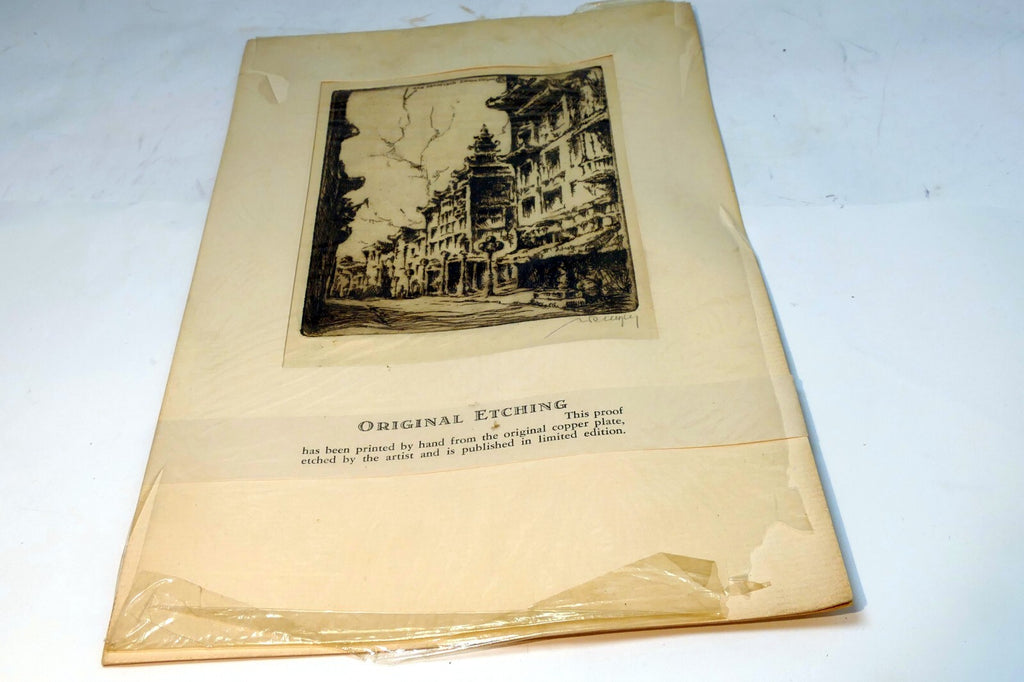 ORIGINAL ETCHING
This proof
has been printed by hand from the original copper plate,
etched by the artist and is published in limited edition.